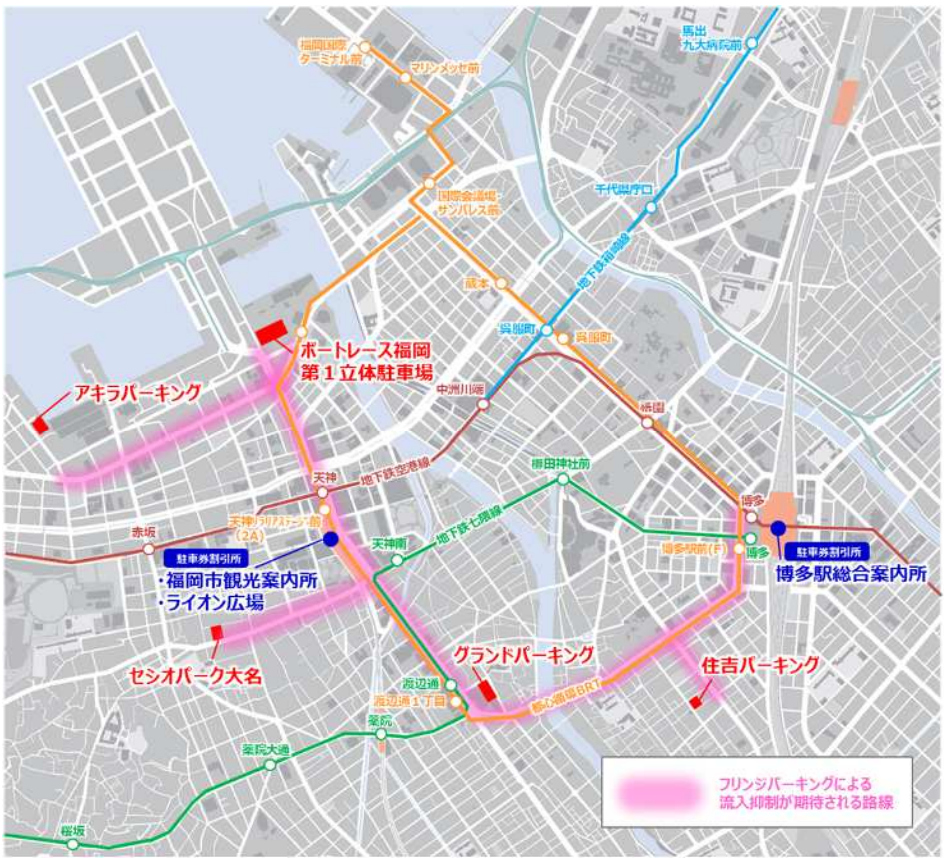 福岡国際
ターミナル前
マリンメッセ前
馬出
九大病院前
国際会議場・
サンパレス前
千代県庁口
地下鉄箱崎線
蔵本
呉服町
呉服町
ボートレース福岡
第1立体駐車場
アキラパーキング
中洲川端
祇園
天神
地下鉄空港線
櫛田神社前
博多
赤坂
天神ソラリアステージ前
(2A)
天神南
地下鉄七隈線
博多駅前(F)
博多
駐車券割引所
・福岡市観光案内所
・ライオン広場
駐車券割引所
博多駅総合案内所
セシオパーク大名
グランドパーキング
住吉パーキング
渡辺通
渡辺通1丁目
都心循環BRT
薬院
薬院大通
桜坂
フリンジパーキングによる
流入抑制が期待される路線